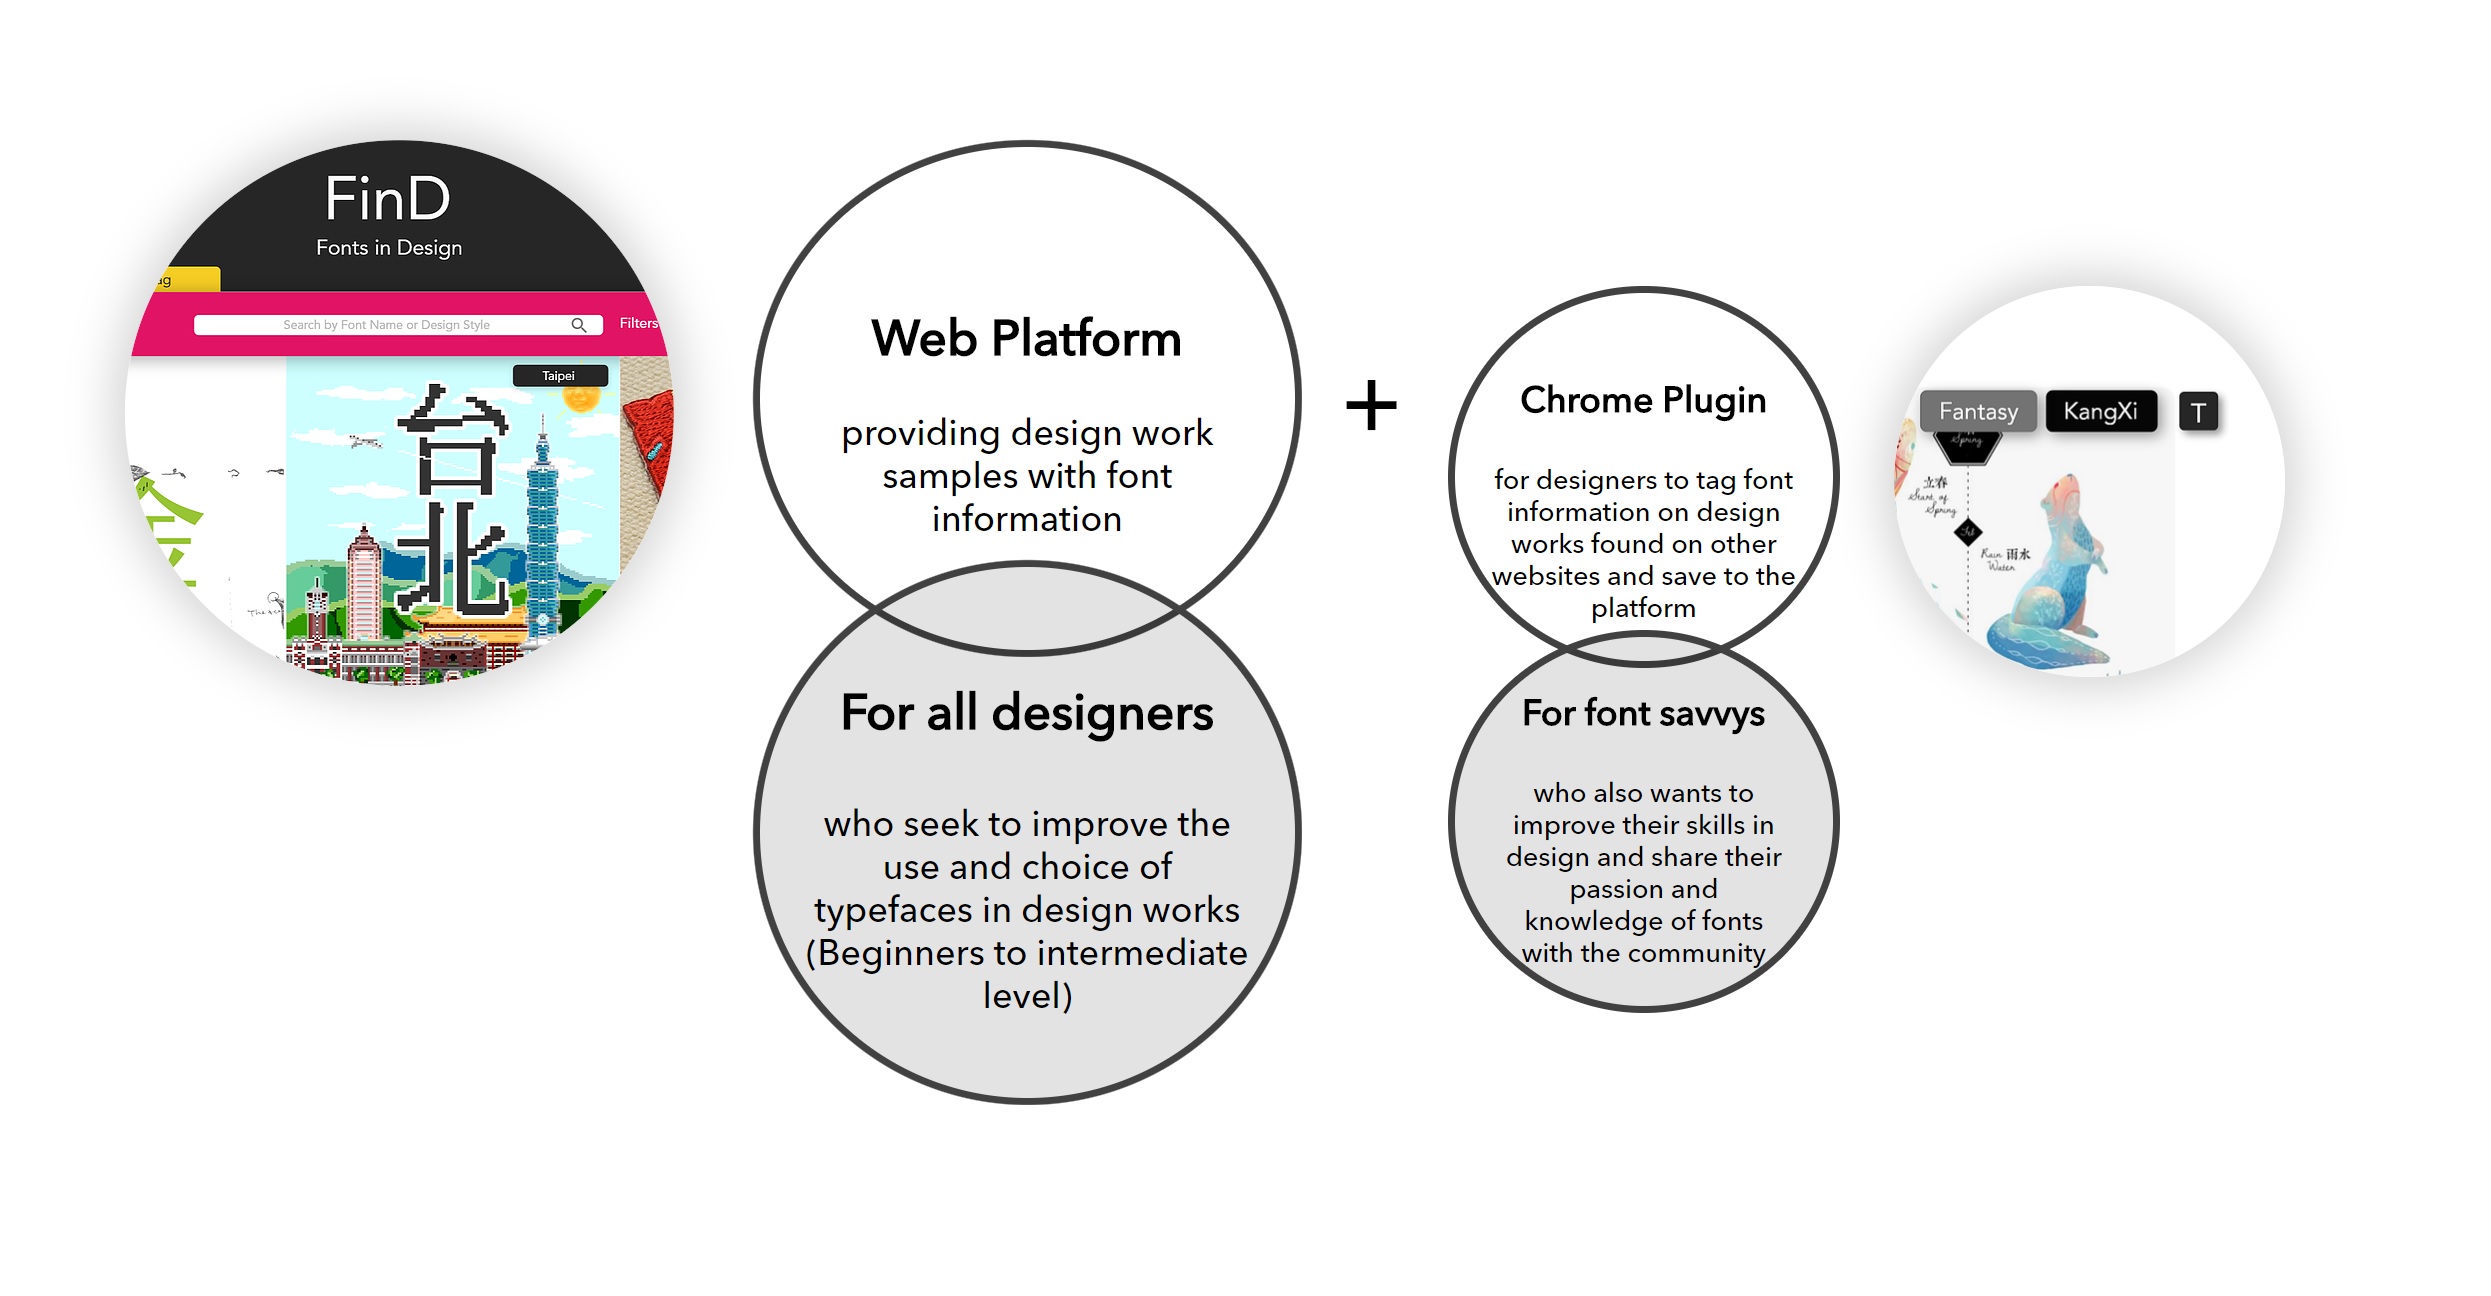 FinD
Fonts in Design
ag
Search by Font Name or Design Style
Filters
Taipei
台北
Web Platform
providing design work
samples with font
information
For all designers
who seek to improve the
use and choice of
typefaces in design works
(Beginners to intermediate
level)
+
Chrome Plugin
for designers to tag font
information on design
works found on other
websites and save to the
platform
For font savvys
who also wants to
improve their skills in
design and share their
passion and
knowledge of fonts
with the community
Fantasy
KangXi
T
Spring
立春
Start of
Spring
Rain 雨水
Water